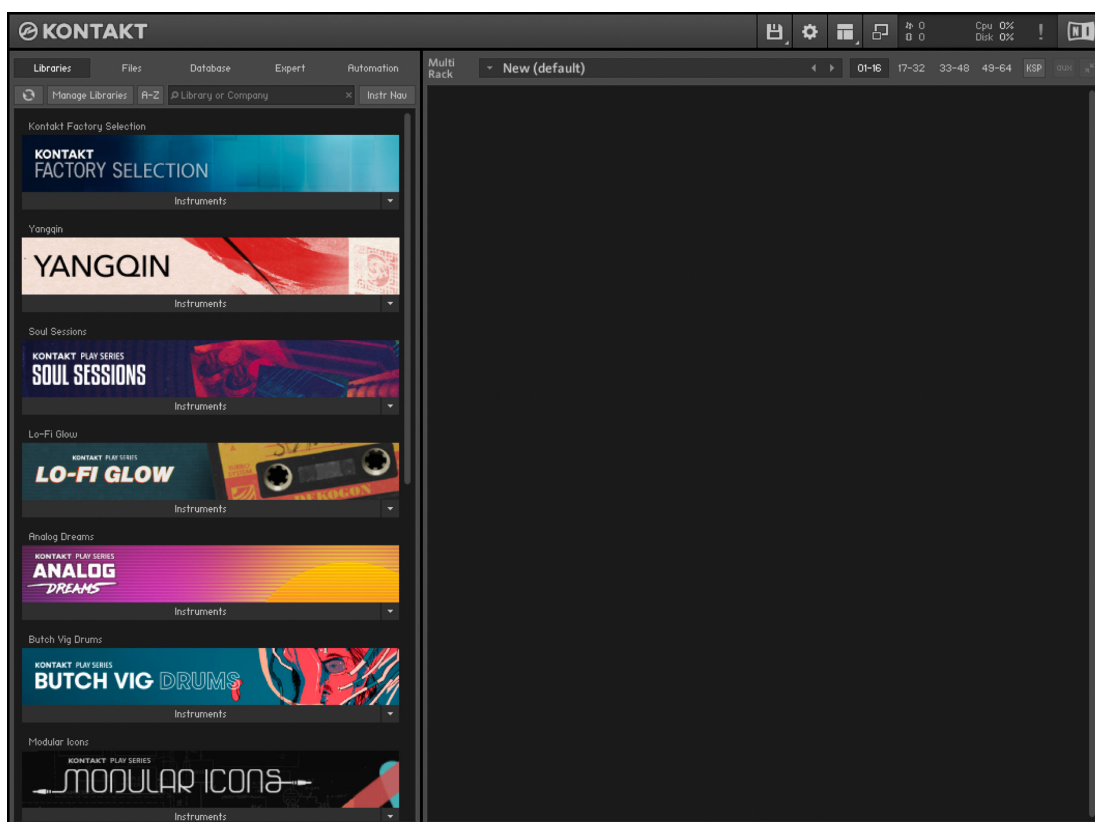 KONTAKT
0
0
Cpu 0%
Disk 0%
!
NI
Libraries Files Database Expert Automation
Manage Libraries A-Z Library or Company × Instr Nav
Multi
Rack
New (default)
01-16 17-32 33-48 49-64 KSP aux
Kontakt Factory Selection
KONTAKT
FACTORY SELECTION
Instruments
Yangqin
YANGQIN
Instruments
Soul Sessions
KONTAKT PLAY SERIES
SOUL SESSIONS
Instruments
Lo-Fi Glow
KONTAKT PLAY SERIES
LO-FI GLOW
DEKOGON
Instruments
Analog Dreams
KONTAKT PLAY SERIES
ANALOG
DREAMS
Instruments
Butch Vig Drums
KONTAKT PLAY SERIES
BUTCH VIG DRUMS
Instruments
Modular Icons
KONTAKT PLAY SERIES
MODULAR ICONS
Instruments